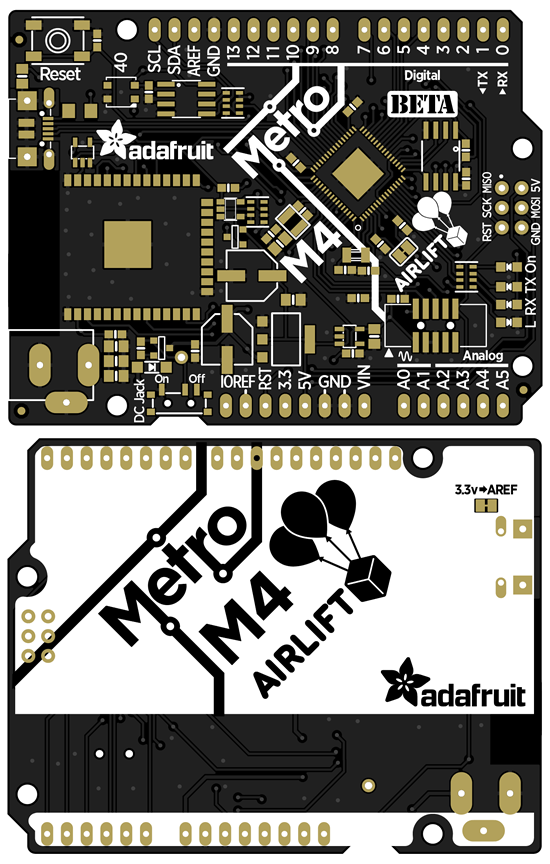 SCL
SDA
AREF
GND
13
12
11
10
9
8
7
6
5
4
3
2
1
0
Reset
40
Digital
◂TX
▸RX
BETA
Metro
adafruit
M4
AIRLIFT
RST SCK MISO
GND MOSI 5V
L RX TX On
Analog
DC Jack
On
Off
IOREF
RST
3.3
5V
GND
VIN
A0
A1
A2
A3
A4
A5
3.3v➡AREF
Metro
M4
AIRLIFT
adafruit